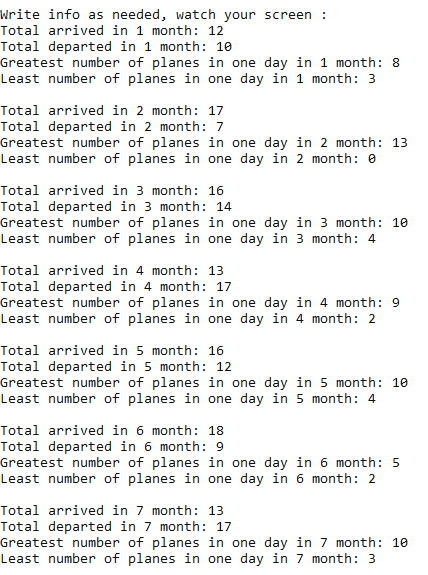 Write info as needed, watch your screen :
Total arrived in 1 month: 12
Total departed in 1 month: 10
Greatest number of planes in one day in 1 month: 8
Least number of planes in one day in 1 month: 3
Total arrived in 2 month: 17
Total departed in 2 month: 7
Greatest number of planes in one day in 2 month: 13
Least number of planes in one day in 2 month: 0
Total arrived in 3 month: 16
Total departed in 3 month: 14
Greatest number of planes in one day in 3 month: 10
Least number of planes in one day in 3 month: 4
Total arrived in 4 month: 13
Total departed in 4 month: 17
Greatest number of planes in one day in 4 month: 9
Least number of planes in one day in 4 month: 2
Total arrived in 5 month: 16
Total departed in 5 month: 12
Greatest number of planes in one day in 5 month: 10
Least number of planes in one day in 5 month: 4
Total arrived in 6 month: 18
Total departed in 6 month: 9
Greatest number of planes in one day in 6 month: 5
Least number of planes in one day in 6 month: 2
Total arrived in 7 month: 13
Total departed in 7 month: 17
Greatest number of planes in one day in 7 month: 10
Least number of planes in one day in 7 month: 3